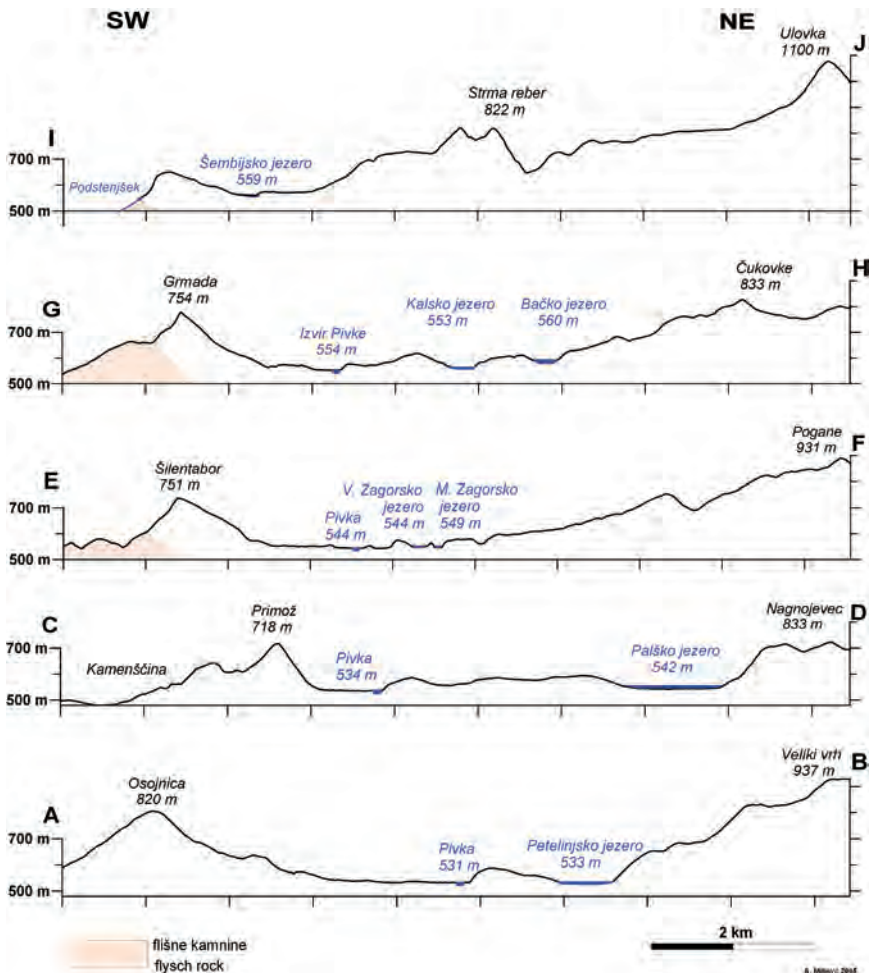 SW
NE
Ulovka
1100 m
J
Strma reber
822 m
I
700 m
Šembijsko jezero
559 m
Podstenjšek
500 m
Grmada
754 m
Čukovke
833 m
H
G
Kalsko jezero
553 m
Bačko jezero
560 m
Izvir Pivke
554 m
700 m
500 m
Pogane
931 m
F
Šilentabor
751 m
E
V. Zagorsko
jezero
544 m
M. Zagorsko
jezero
549 m
Pivka
544 m
700 m
500 m
C
Primož
718 m
Nagnojevec
833 m
D
700 m
Kamenščina
Pivka
534 m
Palško jezero
542 m
500 m
Veliki vrh
937 m
B
Osojnica
820 m
A
700 m
Pivka
531 m
Petelinjsko jezero
533 m
500 m
2 km
flišne kamnine
flysch rock